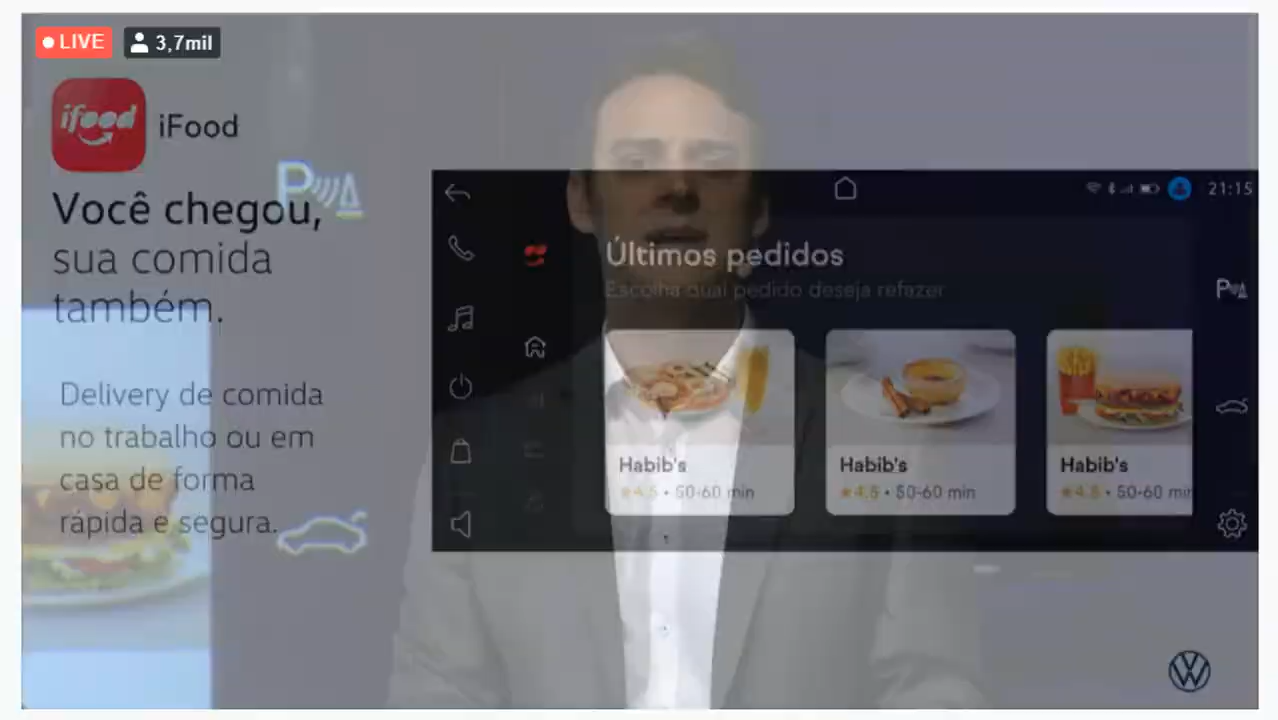 LIVE
3,7mil
ifood
iFood
Você chegou,
sua comida
também.
Delivery de comida
no trabalho ou em
casa de forma
rápida e segura.
P
21:15
Últimos pedidos
Escolha qual pedido deseja refazer
P
Habib's
Habib's
Habib's
4.5 • 50-60 min
4.5 • 50-60 min
4.5 • 50-60 min